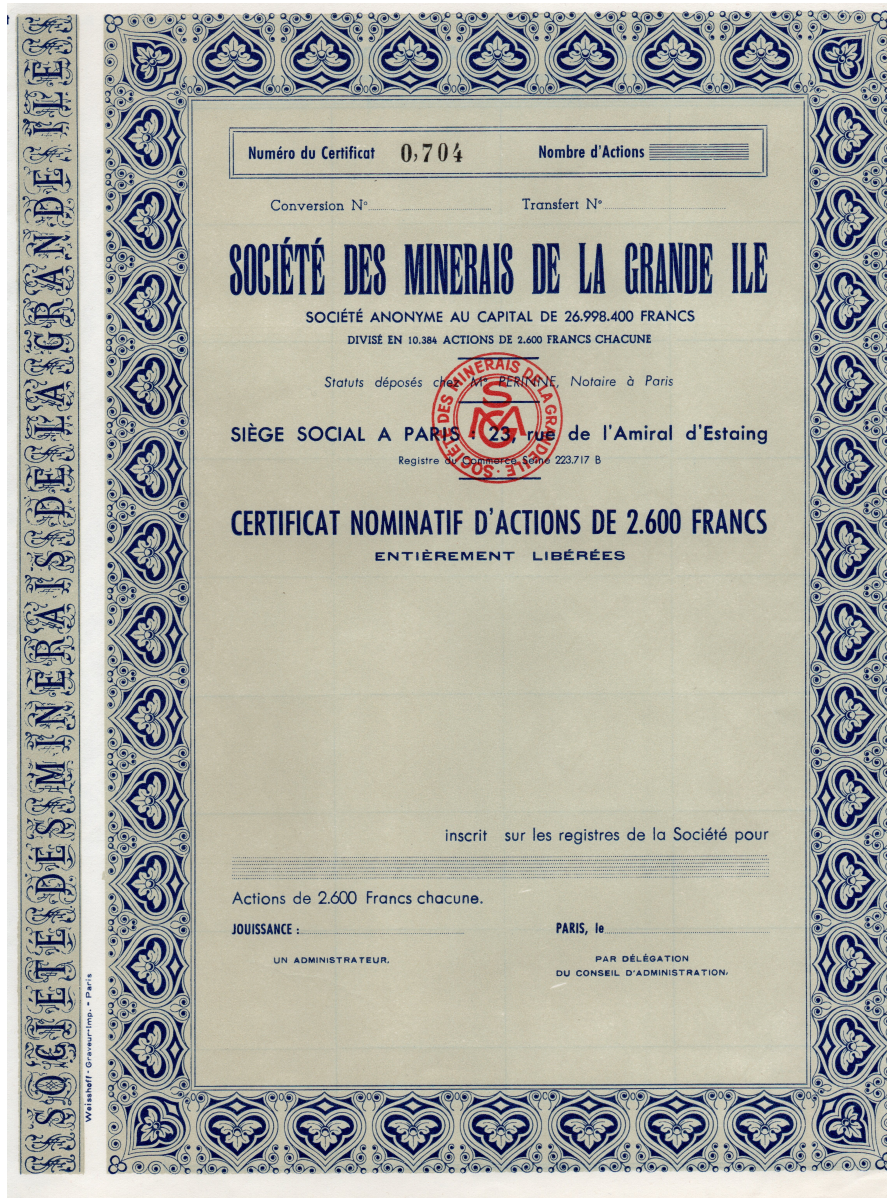 SOCIÉTÉ DES MINERAIS DE LA GRANDE ILE
Weisshoff - Graveur-Imp. - Paris
Numéro du Certificat 0,704 Nombre d'Actions
Conversion N° Transfert N°
SOCIÉTÉ DES MINERAIS DE LA GRANDE ILE
SOCIÉTÉ ANONYME AU CAPITAL DE 26.998.400 FRANCS
DIVISÉ EN 10.384 ACTIONS DE 2.600 FRANCS CHACUNE
Statuts déposés chez Me PERINNE, Notaire à Paris
SOCIÉTÉ DES MINERAIS DE LA GRANDE ILE
SMG
SIÈGE SOCIAL A PARIS : 23, rue de l'Amiral d'Estaing
Registre du Commerce Seine 223.717 B
CERTIFICAT NOMINATIF D'ACTIONS DE 2.600 FRANCS
ENTIÈREMENT LIBÉRÉES
inscrit sur les registres de la Société pour
Actions de 2.600 Francs chacune.
JOUISSANCE : PARIS, le
UN ADMINISTRATEUR. PAR DÉLÉGATION
DU CONSEIL D'ADMINISTRATION,